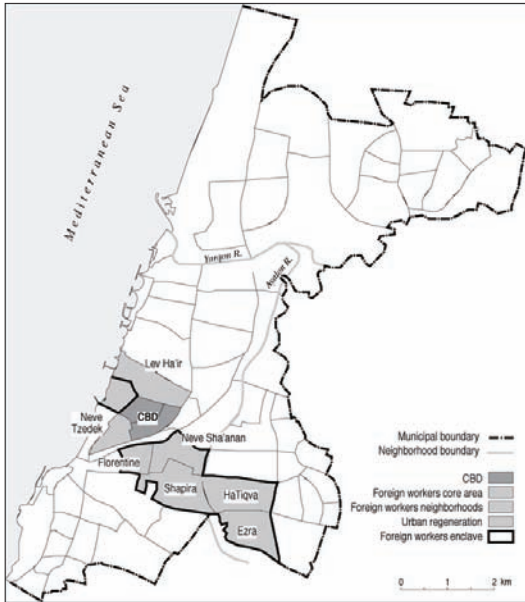 Mediterranean Sea
Yarqon R.
Ayalon R.
Lev Ha'ir
Neve
Tzedek
CBD
Neve Sha'anan
Florentine
Shapira
HaTiqva
Ezra
Municipal boundary
Neighborhood boundary
CBD
Foreign workers core area
Foreign workers neighborhoods
Urban regeneration
Foreign workers enclave
0 1 2 km